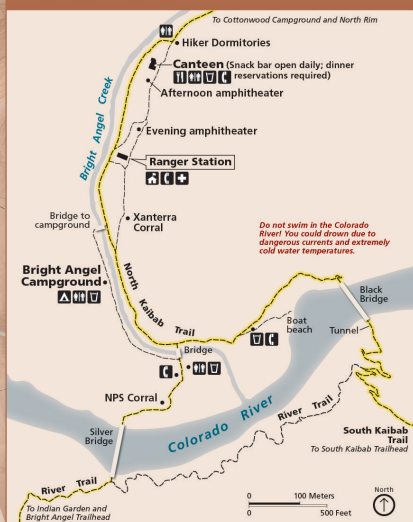 To Cottonwood Campground and North Rim
Hiker Dormitories
Canteen (Snack bar open daily; dinner
reservations required)
Afternoon amphitheater
Bright Angel Creek
Evening amphitheater
Ranger Station
Bridge to
campground
Xanterra
Corral
Do not swim in the Colorado
River! You could drown due to
dangerous currents and extremely
cold water temperatures.
Bright Angel
Campground
North Kaibab Trail
Black
Bridge
Boat
beach
Tunnel
Bridge
NPS Corral
Silver
Bridge
Colorado River
River Trail
South Kaibab
Trail
To South Kaibab Trailhead
River Trail
To Indian Garden and
Bright Angel Trailhead
0 100 Meters
0 500 Feet
North